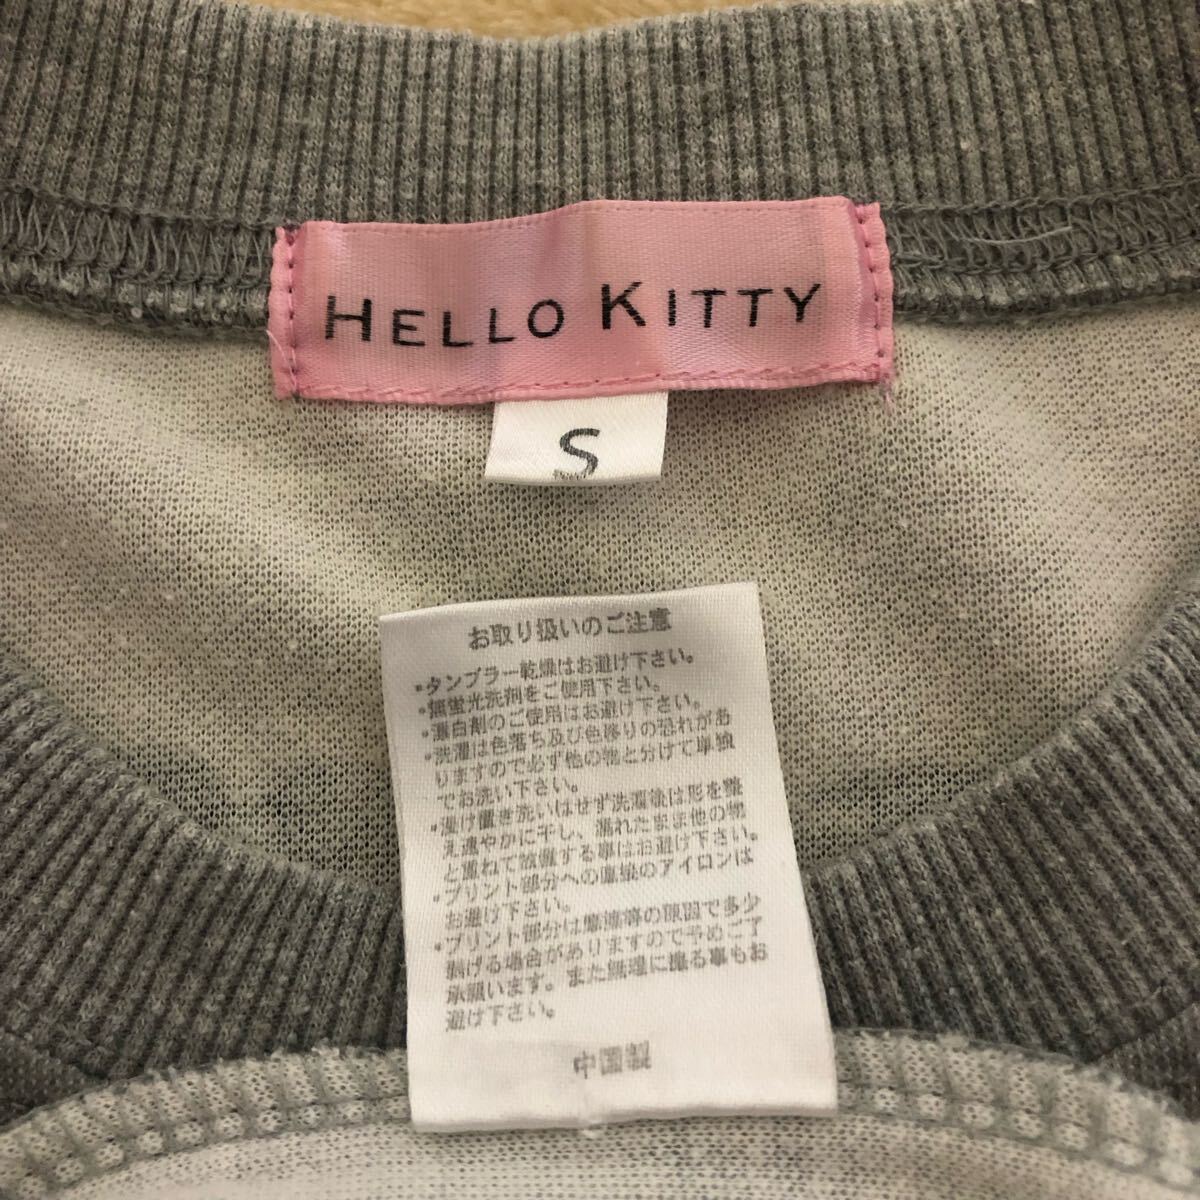 HELLO KITTY
S
お取り扱いのご注意
・タンブラー乾燥はお避け下さい。
・無蛍光洗剤をご使用下さい。
・漂白剤のご使用はお避け下さい。
・洗濯は色落ち及び色移りの恐れがあ
りますので必ず他の物と分けて単独
でお洗い下さい。
・浸け置き洗いはせず洗濯後は形を整
え速やかに干し、濡れたまま他の物
と重ねて放置する事はお避け下さい。
・プリント部分への直接のアイロンは
お避け下さい。
・プリント部分は摩擦等の原因で多少
剥げる場合がありますので予めご了
承願います。また無理に擦る事もお
避け下さい。
中国製